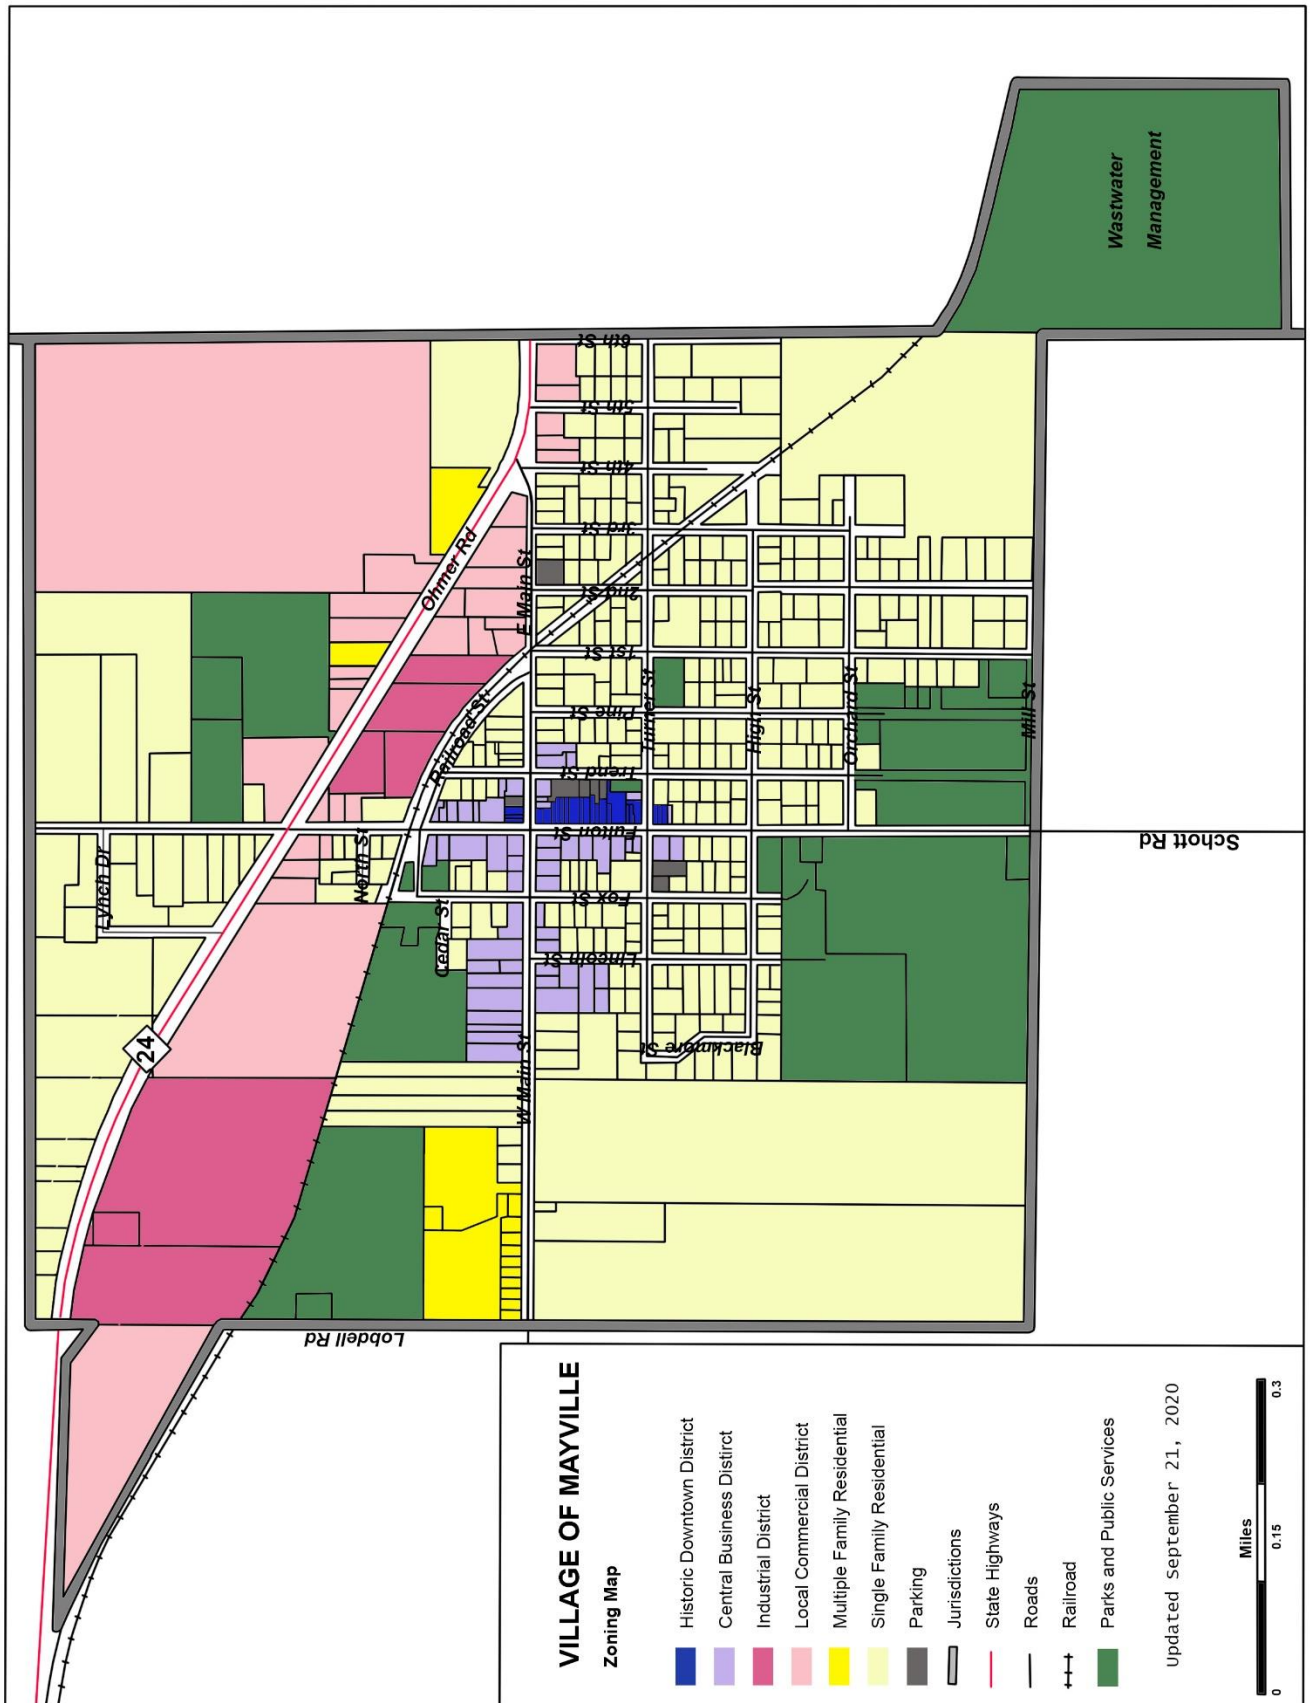 VILLAGE OF MAYVILLE
Zoning Map
Historic Downtown District
Central Business Distirct
Industrial District
Local Commercial District
Multiple Family Residential
Single Family Residential
Parking
Jurisdictions
State Highways
Roads
Railroad
Parks and Public Services
Updated September 21, 2020
Miles
0 0.15 0.3
24
Lobdell Rd
Lynch Dr
Ohmer Rd
North St
Railroad St
Cedar St
W Main St
E Main St
Blackmore St
Lincoln St
Fox St
Fulton St
Trend St
Pine St
1st St
2nd St
3rd St
4th St
5th St
6th St
Turner St
High St
Orchard St
Mill St
Schott Rd
Wastwater
Management